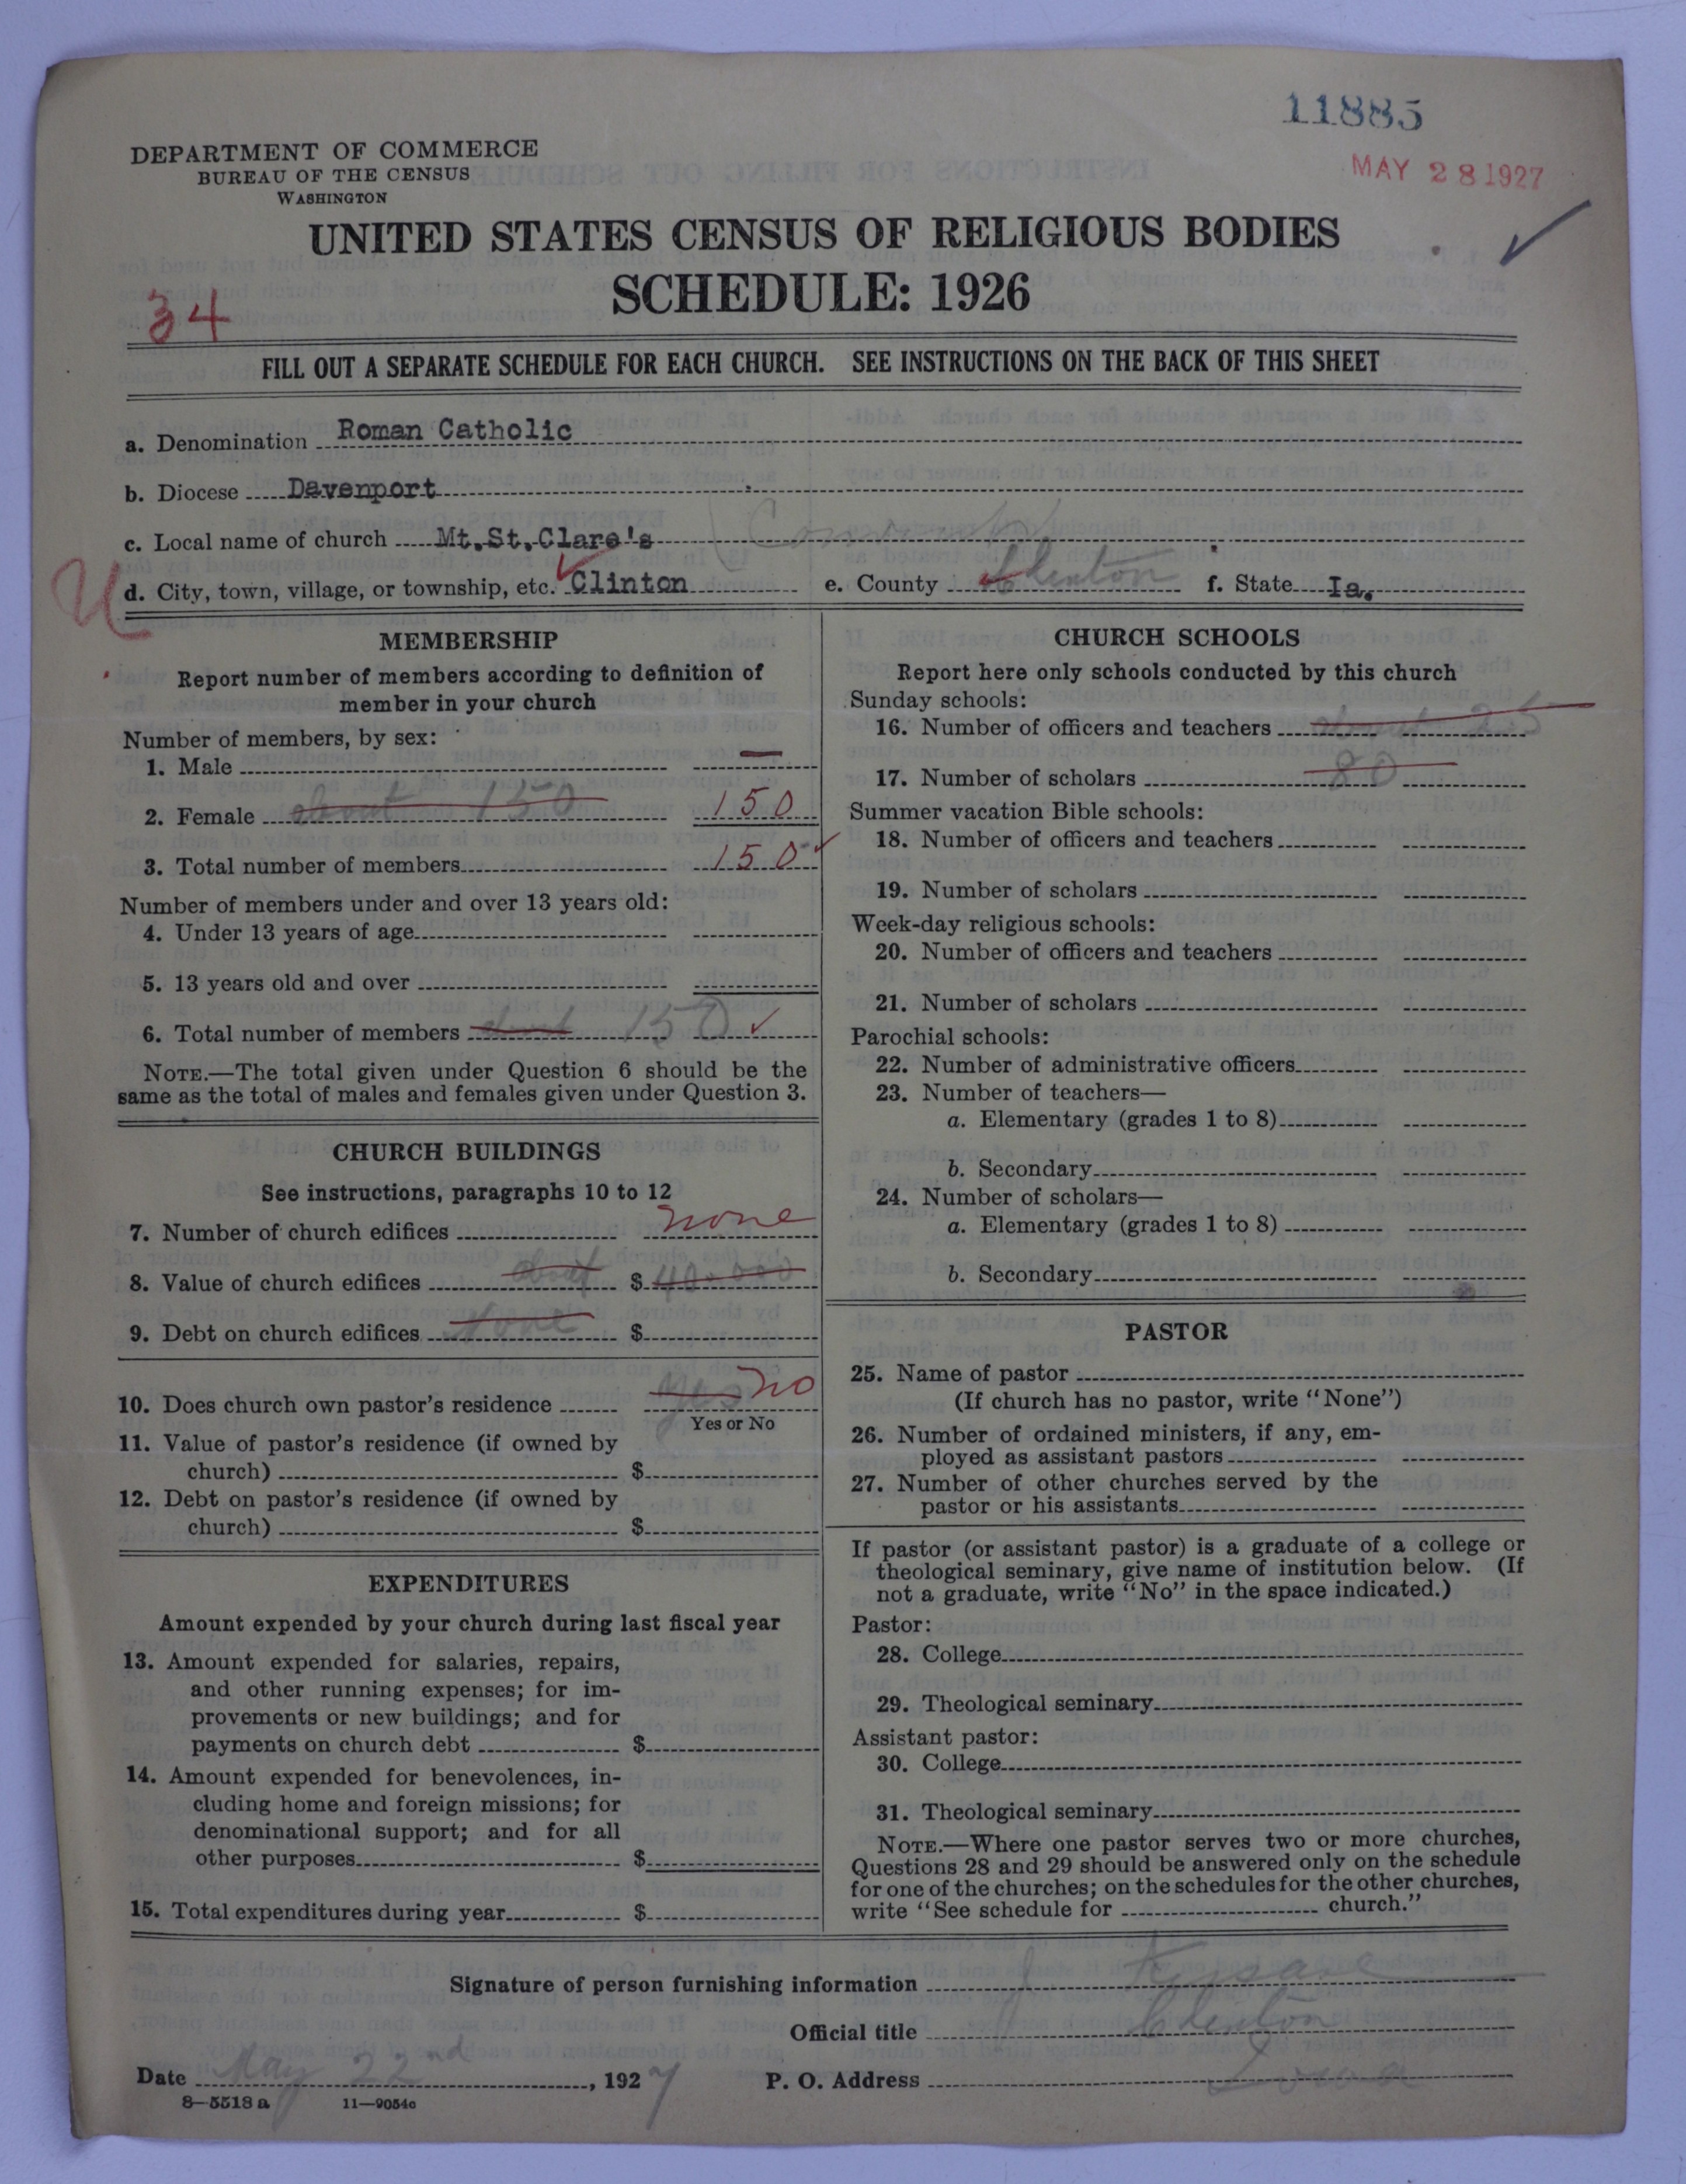 11885
MAY 28 1927
DEPARTMENT OF COMMERCE
BUREAU OF THE CENSUS
WASHINGTON
UNITED STATES CENSUS OF RELIGIOUS BODIES
SCHEDULE: 1926
34
FILL OUT A SEPARATE SCHEDULE FOR EACH CHURCH. SEE INSTRUCTIONS ON THE BACK OF THIS SHEET
a. Denomination Roman Catholic
b. Diocese Davenport
c. Local name of church Mt.St.Clare's (Convent)
U d. City, town, village, or township, etc. Clinton e. County Clinton f. State Ia.
MEMBERSHIP
Report number of members according to definition of
member in your church
Number of members, by sex:
1. Male —
2. Female about 150 150
3. Total number of members 150
Number of members under and over 13 years old:
4. Under 13 years of age
5. 13 years old and over
6. Total number of members about 150
NOTE.—The total given under Question 6 should be the
same as the total of males and females given under Question 3.
CHURCH BUILDINGS
See instructions, paragraphs 10 to 12
7. Number of church edifices none
8. Value of church edifices about $ 40-000
9. Debt on church edifices None $
10. Does church own pastor's residence yes no
Yes or No
11. Value of pastor's residence (if owned by
church) $
12. Debt on pastor's residence (if owned by
church) $
EXPENDITURES
Amount expended by your church during last fiscal year
13. Amount expended for salaries, repairs,
and other running expenses; for im-
provements or new buildings; and for
payments on church debt $
14. Amount expended for benevolences, in-
cluding home and foreign missions; for
denominational support; and for all
other purposes $
15. Total expenditures during year $
CHURCH SCHOOLS
Report here only schools conducted by this church
Sunday schools:
16. Number of officers and teachers about 25
17. Number of scholars 80
Summer vacation Bible schools:
18. Number of officers and teachers
19. Number of scholars
Week-day religious schools:
20. Number of officers and teachers
21. Number of scholars
Parochial schools:
22. Number of administrative officers
23. Number of teachers—
a. Elementary (grades 1 to 8)
b. Secondary
24. Number of scholars—
a. Elementary (grades 1 to 8)
b. Secondary
PASTOR
25. Name of pastor
(If church has no pastor, write "None")
26. Number of ordained ministers, if any, em-
ployed as assistant pastors
27. Number of other churches served by the
pastor or his assistants
If pastor (or assistant pastor) is a graduate of a college or
theological seminary, give name of institution below. (If
not a graduate, write "No" in the space indicated.)
Pastor:
28. College
29. Theological seminary
Assistant pastor:
30. College
31. Theological seminary
NOTE.—Where one pastor serves two or more churches,
Questions 28 and 29 should be answered only on the schedule
for one of the churches; on the schedules for the other churches,
write "See schedule for church."
Signature of person furnishing information
Official title Clinton
Date May 22nd, 1927 P. O. Address Iowa
8—5518 a 11—9054c